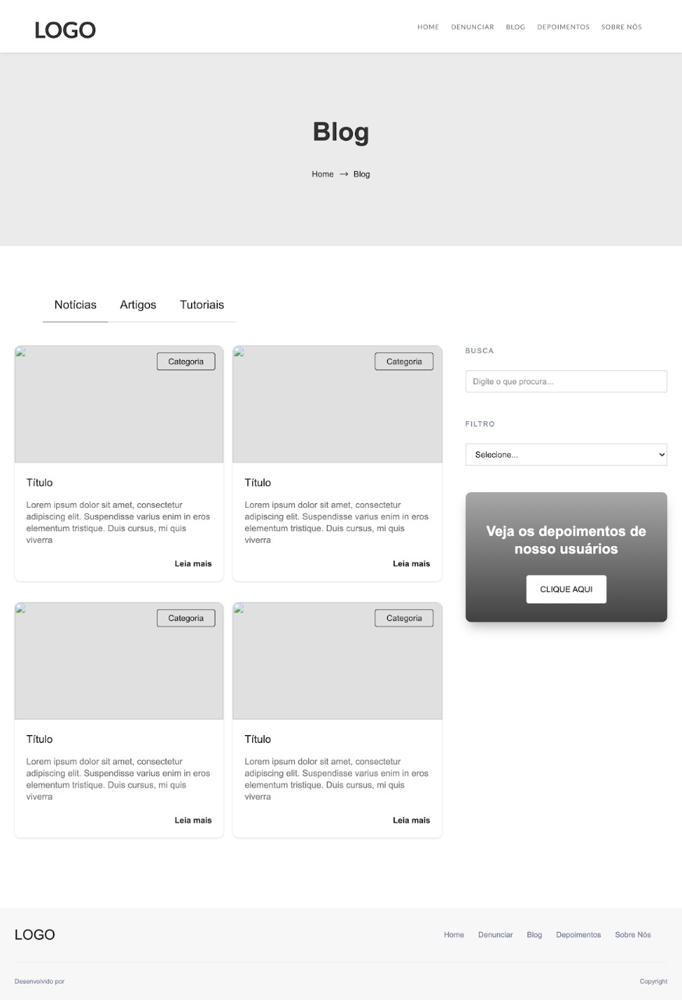 LOGO
HOME DENUNCIAR BLOG DEPOIMENTOS SOBRE NÓS
Blog
Home → Blog
Notícias Artigos Tutoriais
Categoria
Título
Lorem ipsum dolor sit amet, consectetur
adipiscing elit. Suspendisse varius enim in eros
elementum tristique. Duis cursus, mi quis
viverra
Leia mais
Categoria
Título
Lorem ipsum dolor sit amet, consectetur
adipiscing elit. Suspendisse varius enim in eros
elementum tristique. Duis cursus, mi quis
viverra
Leia mais
Categoria
Título
Lorem ipsum dolor sit amet, consectetur
adipiscing elit. Suspendisse varius enim in eros
elementum tristique. Duis cursus, mi quis
viverra
Leia mais
Categoria
Título
Lorem ipsum dolor sit amet, consectetur
adipiscing elit. Suspendisse varius enim in eros
elementum tristique. Duis cursus, mi quis
viverra
Leia mais
BUSCA
Digite o que procura...
FILTRO
Selecione...
Veja os depoimentos de
nosso usuários
CLIQUE AQUI
LOGO
Home Denunciar Blog Depoimentos Sobre Nós
Desenvolvido por
Copyright